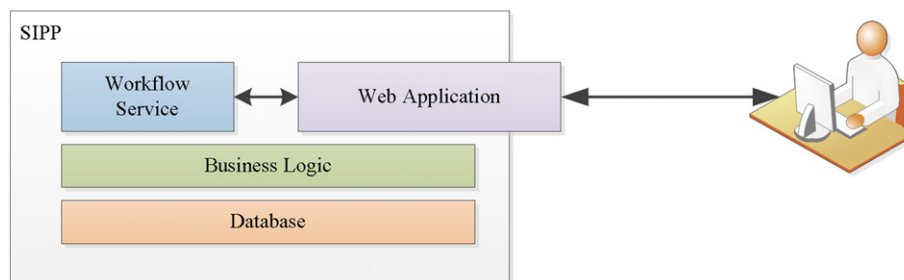 SIPP
Workflow
Service
Web Application
Business Logic
Database